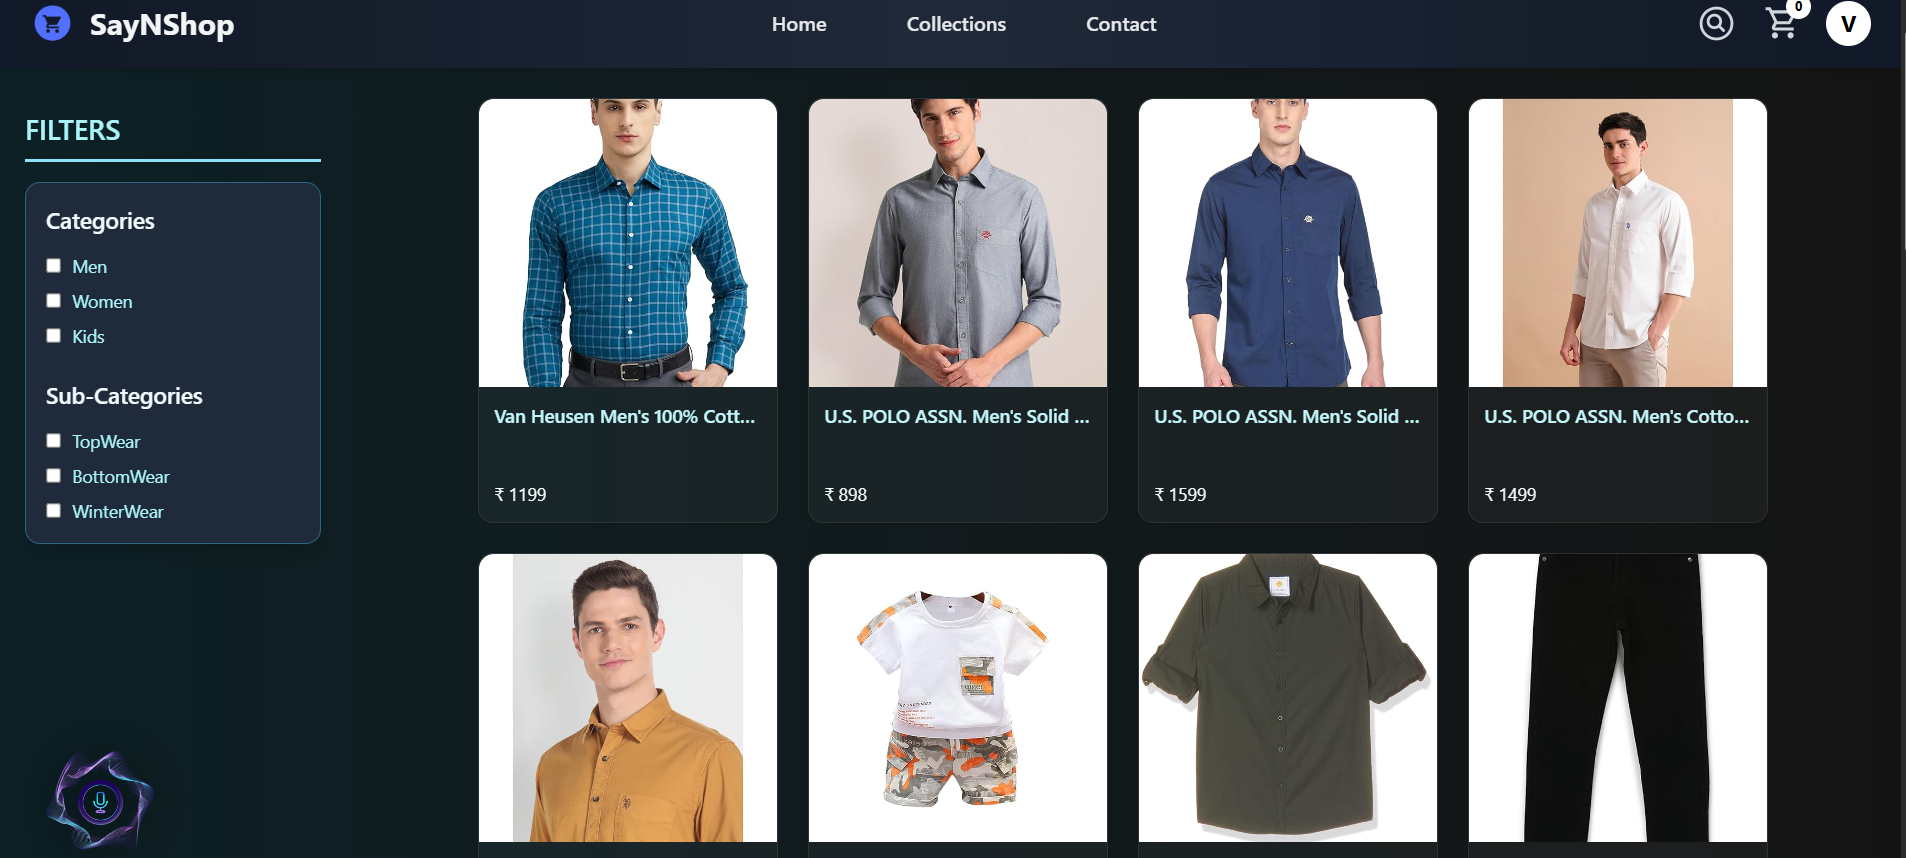 SayNShop
Home
Collections
Contact
0
V
FILTERS
Categories
Men
Women
Kids
Sub-Categories
TopWear
BottomWear
WinterWear
Van Heusen Men's 100% Cott...
₹ 1199
U.S. POLO ASSN. Men's Solid ...
₹ 898
U.S. POLO ASSN. Men's Solid ...
₹ 1599
U.S. POLO ASSN. Men's Cotto...
₹ 1499